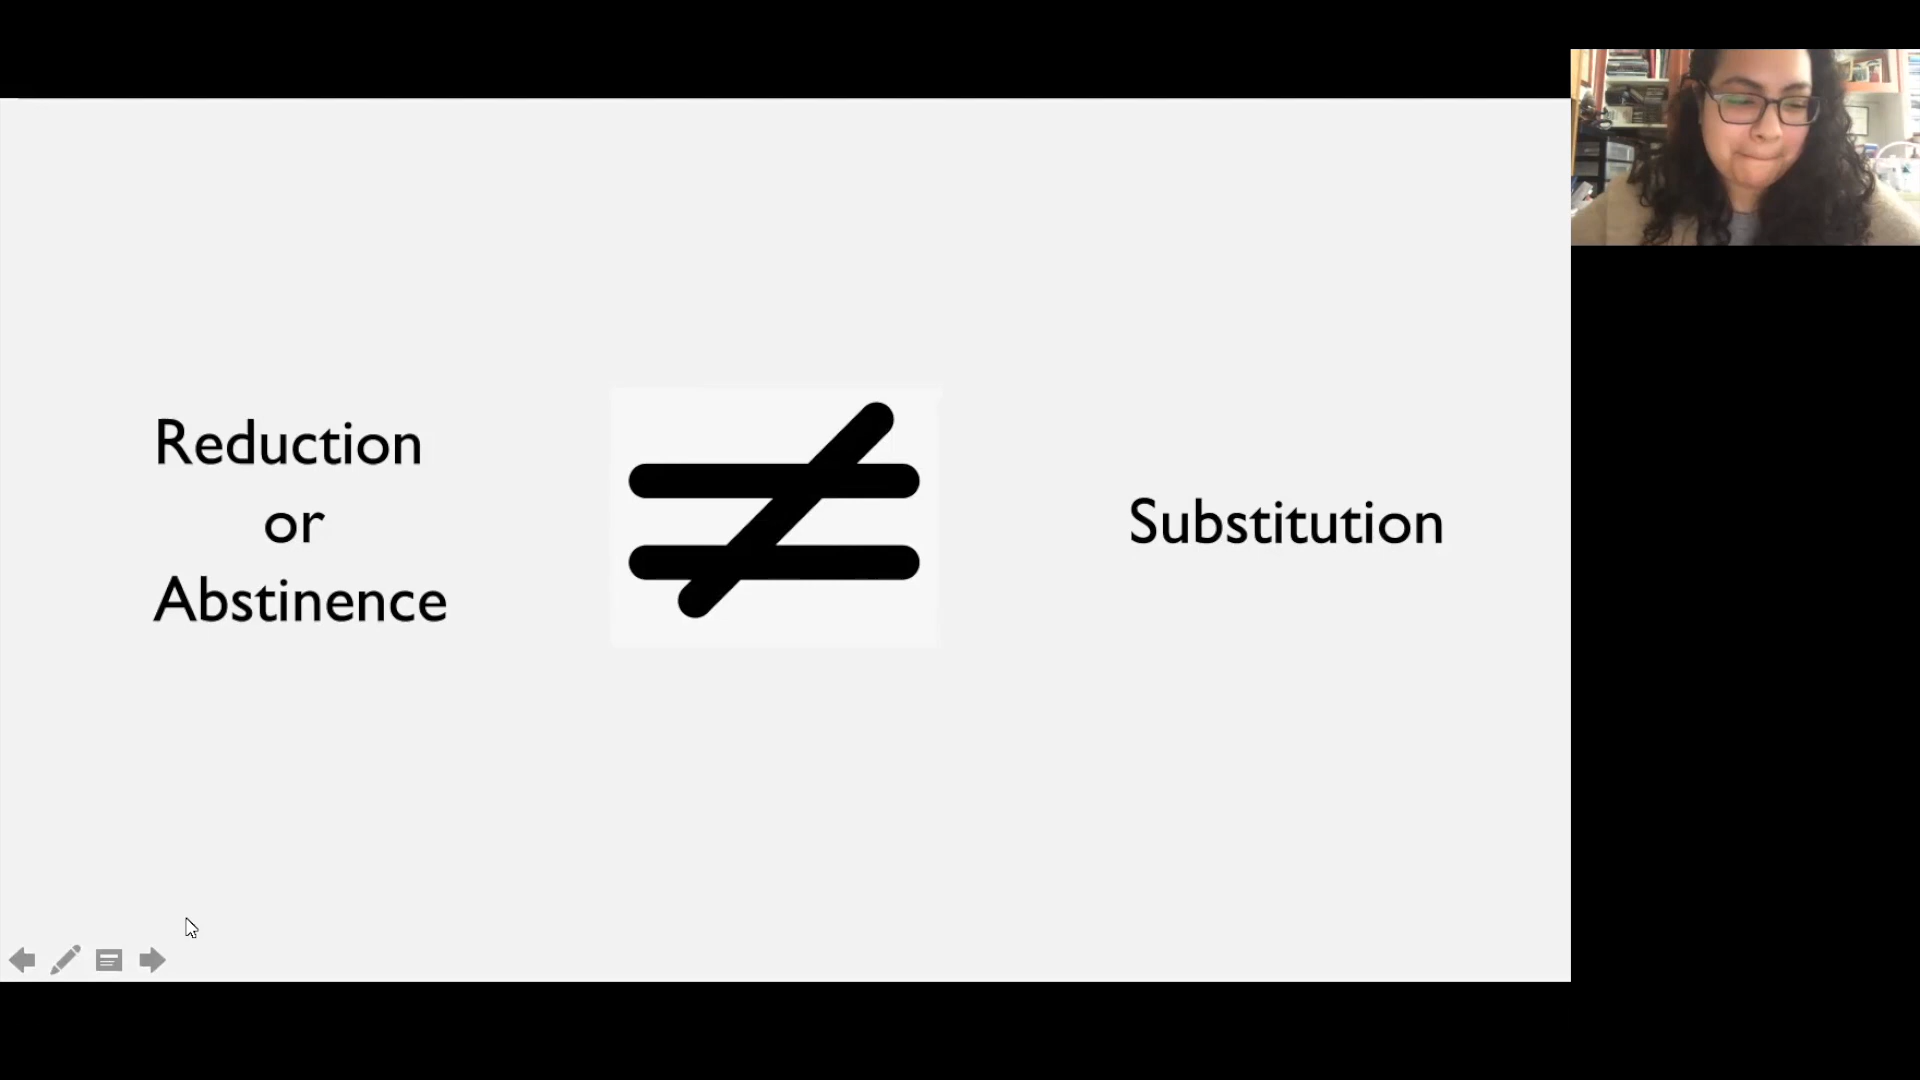 Reduction
or
Abstinence
≠
Substitution